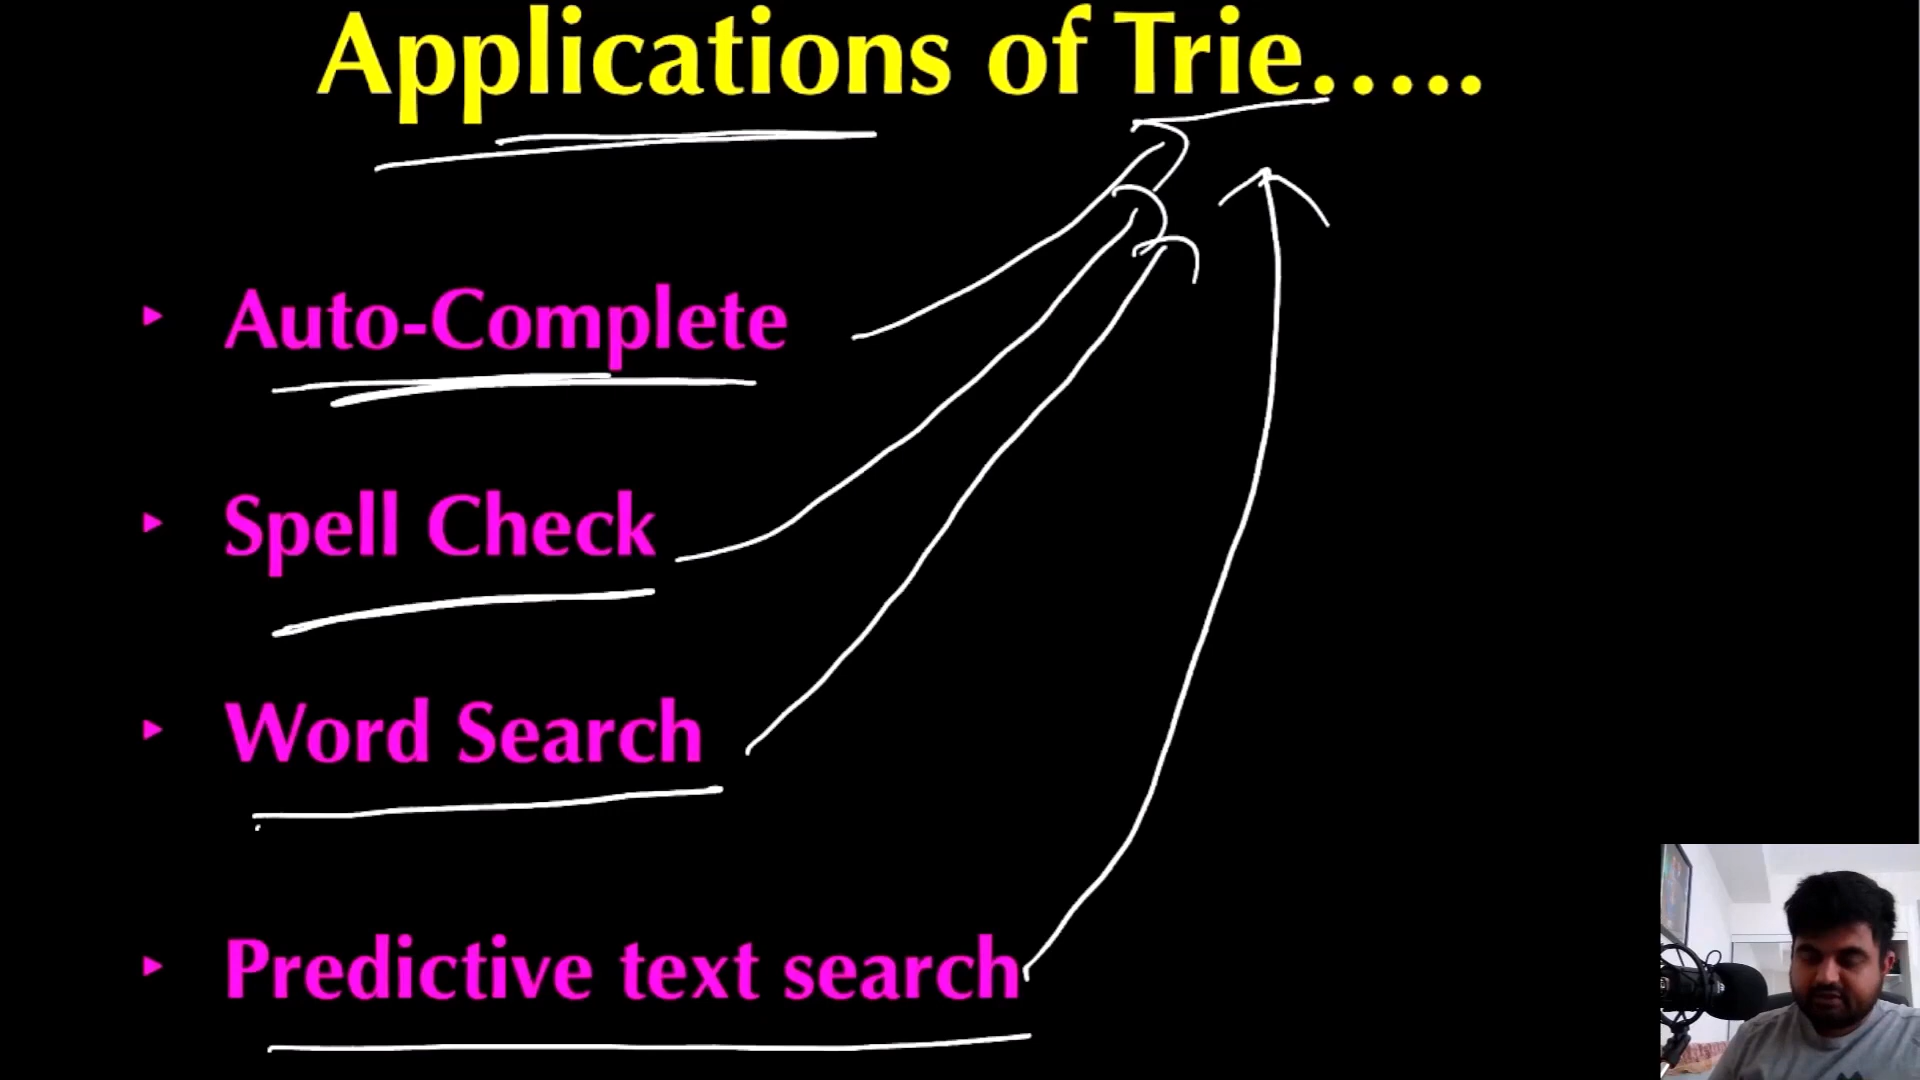 Applications of Trie.....
‣ Auto-Complete
‣ Spell Check
‣ Word Search
‣ Predictive text search